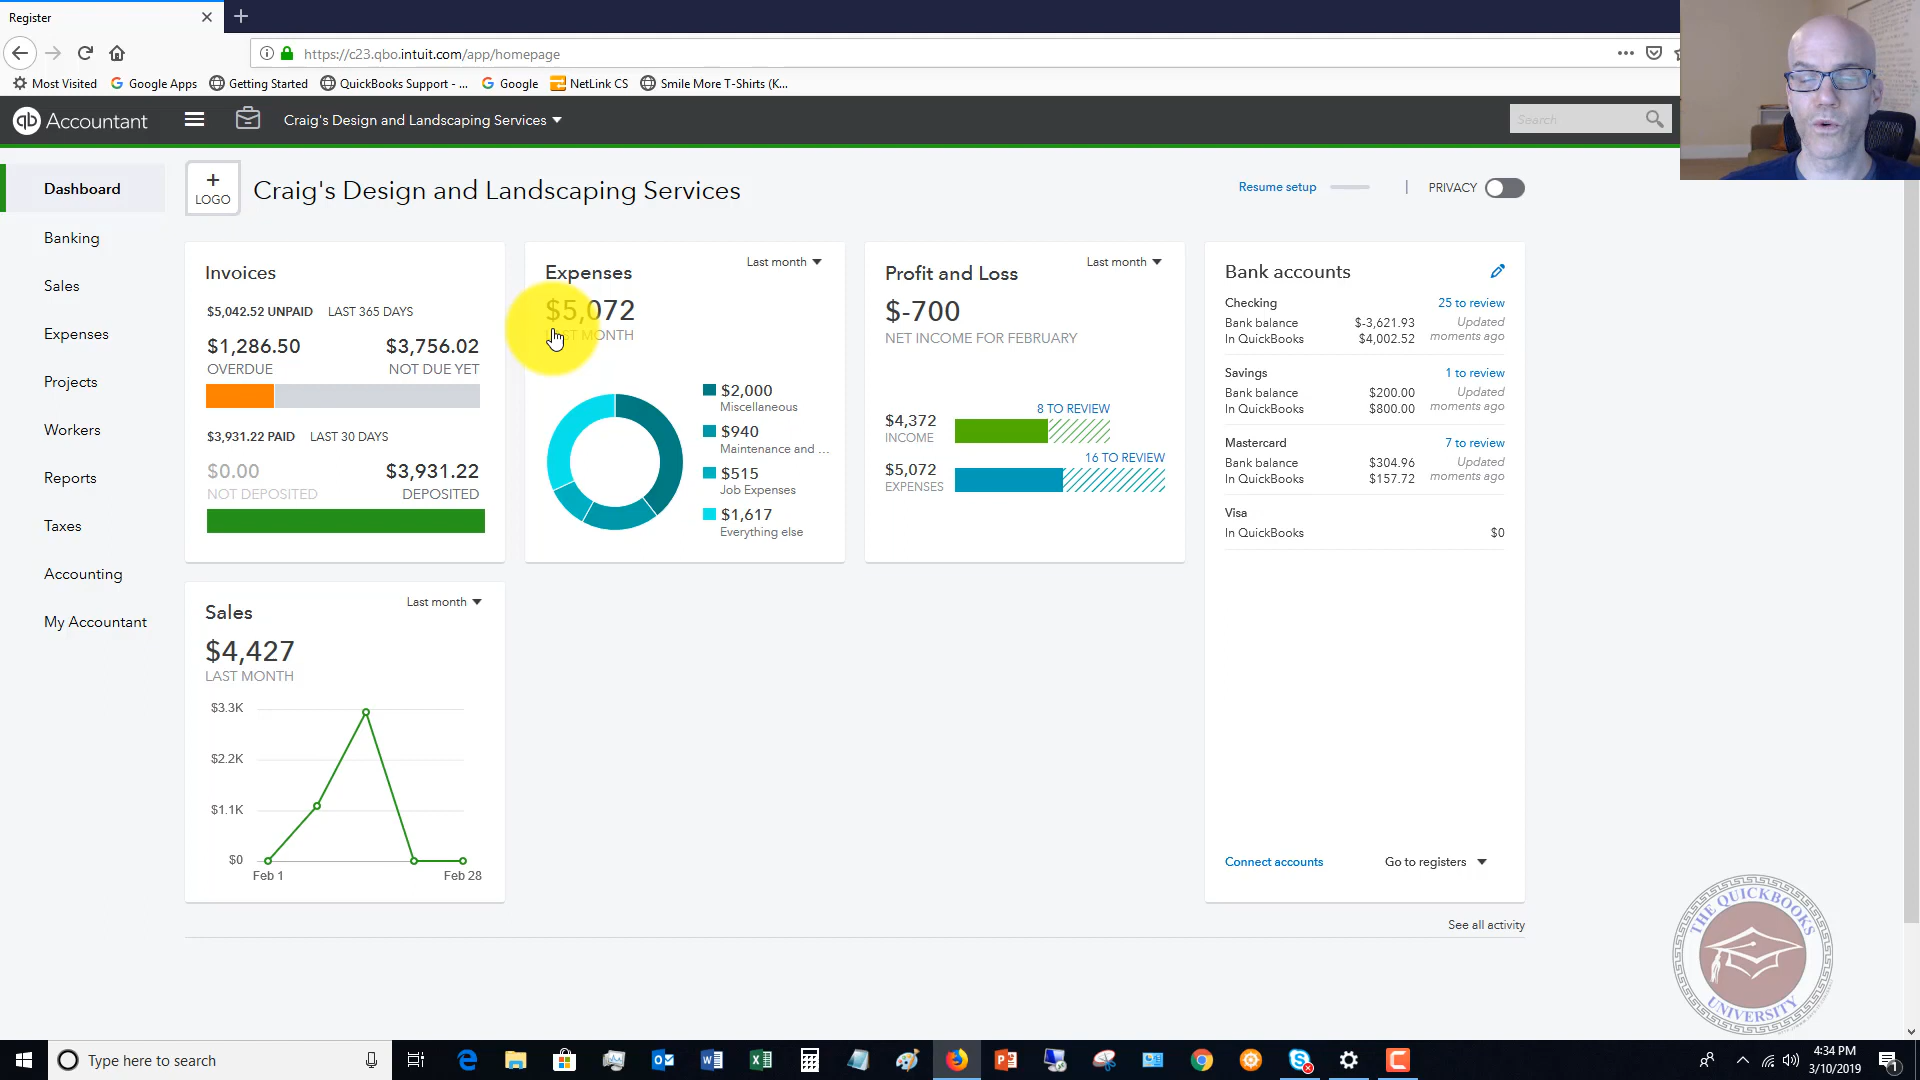 Register
https://c23.qbo.intuit.com/app/homepage
Most Visited
Google Apps
Getting Started
QuickBooks Support - ...
Google
NetLink CS
Smile More T-Shirts (K...
qb Accountant
Craig's Design and Landscaping Services
Search
Dashboard
Banking
Sales
Expenses
Projects
Workers
Reports
Taxes
Accounting
My Accountant
+
LOGO
Craig's Design and Landscaping Services
Resume setup
PRIVACY
Invoices
$5,042.52 UNPAID LAST 365 DAYS
$1,286.50 $3,756.02
OVERDUE NOT DUE YET
$3,931.22 PAID LAST 30 DAYS
$0.00 $3,931.22
NOT DEPOSITED DEPOSITED
Expenses
Last month
$5,072
LAST MONTH
$2,000
Miscellaneous
$940
Maintenance and ...
$515
Job Expenses
$1,617
Everything else
Profit and Loss
Last month
$-700
NET INCOME FOR FEBRUARY
8 TO REVIEW
$4,372
INCOME
16 TO REVIEW
$5,072
EXPENSES
Bank accounts
Checking 25 to review
Bank balance $-3,621.93 Updated
In QuickBooks $4,002.52 moments ago
Savings 1 to review
Bank balance $200.00 Updated
In QuickBooks $800.00 moments ago
Mastercard 7 to review
Bank balance $304.96 Updated
In QuickBooks $157.72 moments ago
Visa
In QuickBooks $0
Connect accounts Go to registers
See all activity
Sales
Last month
$4,427
LAST MONTH
$3.3K
$2.2K
$1.1K
$0
Feb 1 Feb 28
THE QUICKBOOKS
UNIVERSITY
Type here to search
4:34 PM
3/10/2019
1